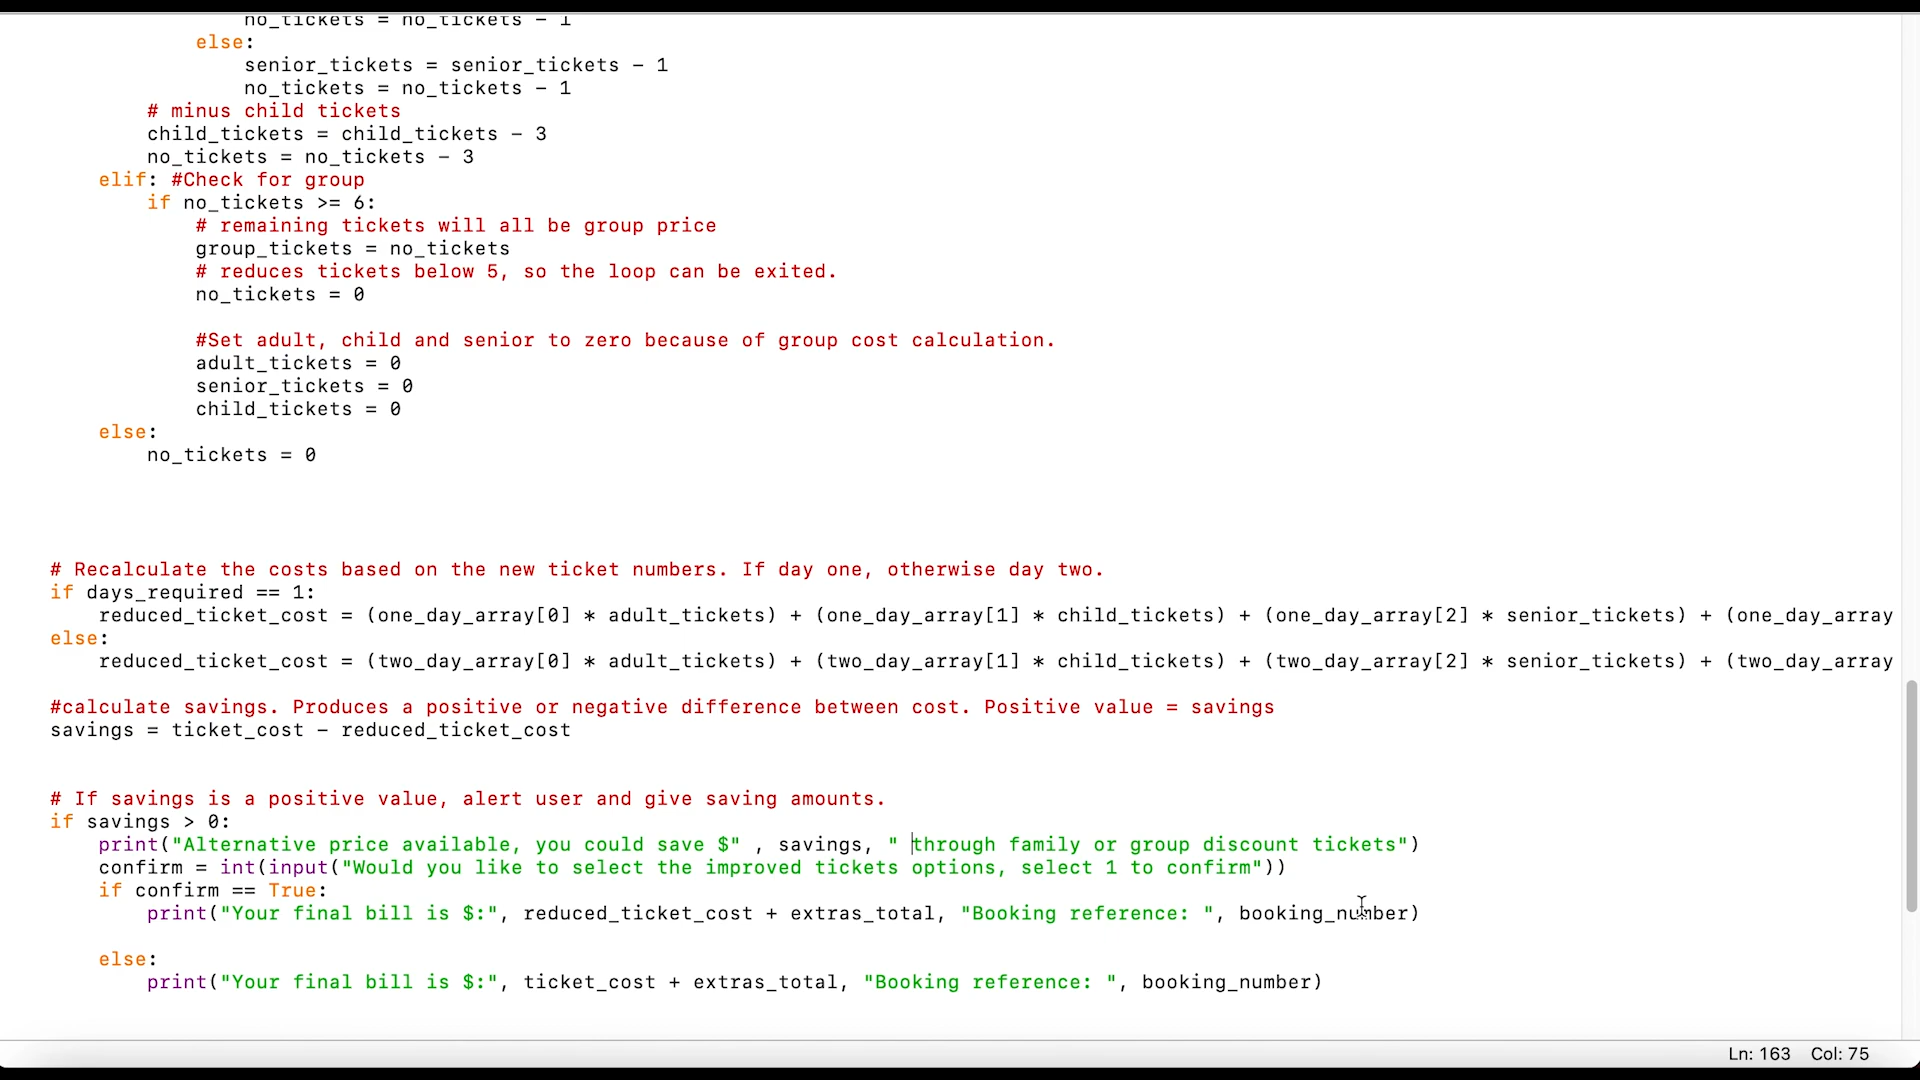 no_tickets = no_tickets - 1
else:
senior_tickets = senior_tickets - 1
no_tickets = no_tickets - 1
# minus child tickets
child_tickets = child_tickets - 3
no_tickets = no_tickets - 3
elif: #Check for group
if no_tickets >= 6:
# remaining tickets will all be group price
group_tickets = no_tickets
# reduces tickets below 5, so the loop can be exited.
no_tickets = 0
#Set adult, child and senior to zero because of group cost calculation.
adult_tickets = 0
senior_tickets = 0
child_tickets = 0
else:
no_tickets = 0
# Recalculate the costs based on the new ticket numbers. If day one, otherwise day two.
if days_required == 1:
reduced_ticket_cost = (one_day_array[0] * adult_tickets) + (one_day_array[1] * child_tickets) + (one_day_array[2] * senior_tickets) + (one_day_array
else:
reduced_ticket_cost = (two_day_array[0] * adult_tickets) + (two_day_array[1] * child_tickets) + (two_day_array[2] * senior_tickets) + (two_day_array
#calculate savings. Produces a positive or negative difference between cost. Positive value = savings
savings = ticket_cost - reduced_ticket_cost
# If savings is a positive value, alert user and give saving amounts.
if savings > 0:
print("Alternative price available, you could save $" , savings, " through family or group discount tickets")
confirm = int(input("Would you like to select the improved tickets options, select 1 to confirm"))
if confirm == True:
print("Your final bill is $:", reduced_ticket_cost + extras_total, "Booking reference: ", booking_number)
else:
print("Your final bill is $:", ticket_cost + extras_total, "Booking reference: ", booking_number)
Ln: 163 Col: 75